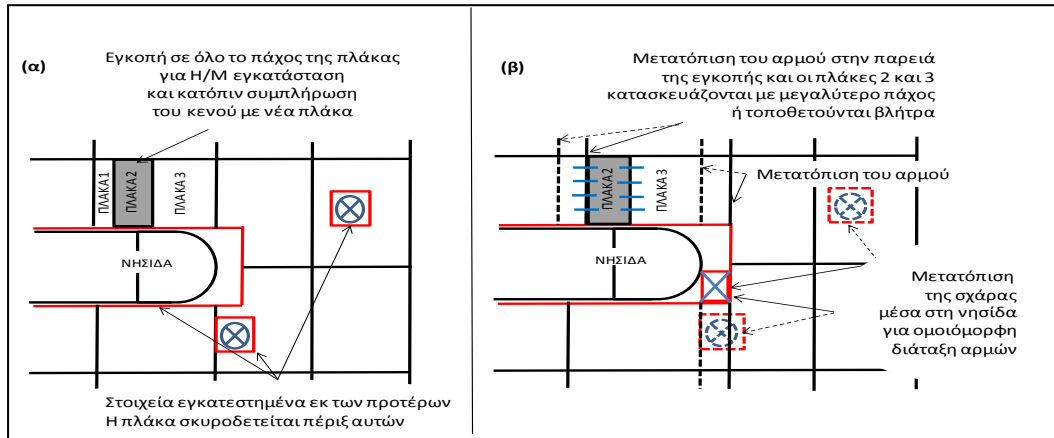 (α)
Εγκοπή σε όλο το πάχος της πλάκας
για Η/Μ εγκατάσταση
και κατόπιν συμπλήρωση
του κενού με νέα πλάκα
ΠΛΑΚΑ 1
ΠΛΑΚΑ 2
ΠΛΑΚΑ 3
ΝΗΣΙΔΑ
Στοιχεία εγκατεστημένα εκ των προτέρων
Η πλάκα σκυροδετείται πέριξ αυτών
(β)
Μετατόπιση του αρμού στην παρειά
της εγκοπής και οι πλάκες 2 και 3
κατασκευάζονται με μεγαλύτερο πάχος
ή τοποθετούνται βλήτρα
ΠΛΑΚΑ 2
ΠΛΑΚΑ 3
Μετατόπιση του αρμού
ΝΗΣΙΔΑ
Μετατόπιση
της σχάρας
μέσα στη νησίδα
για ομοιόμορφη
διάταξη αρμών